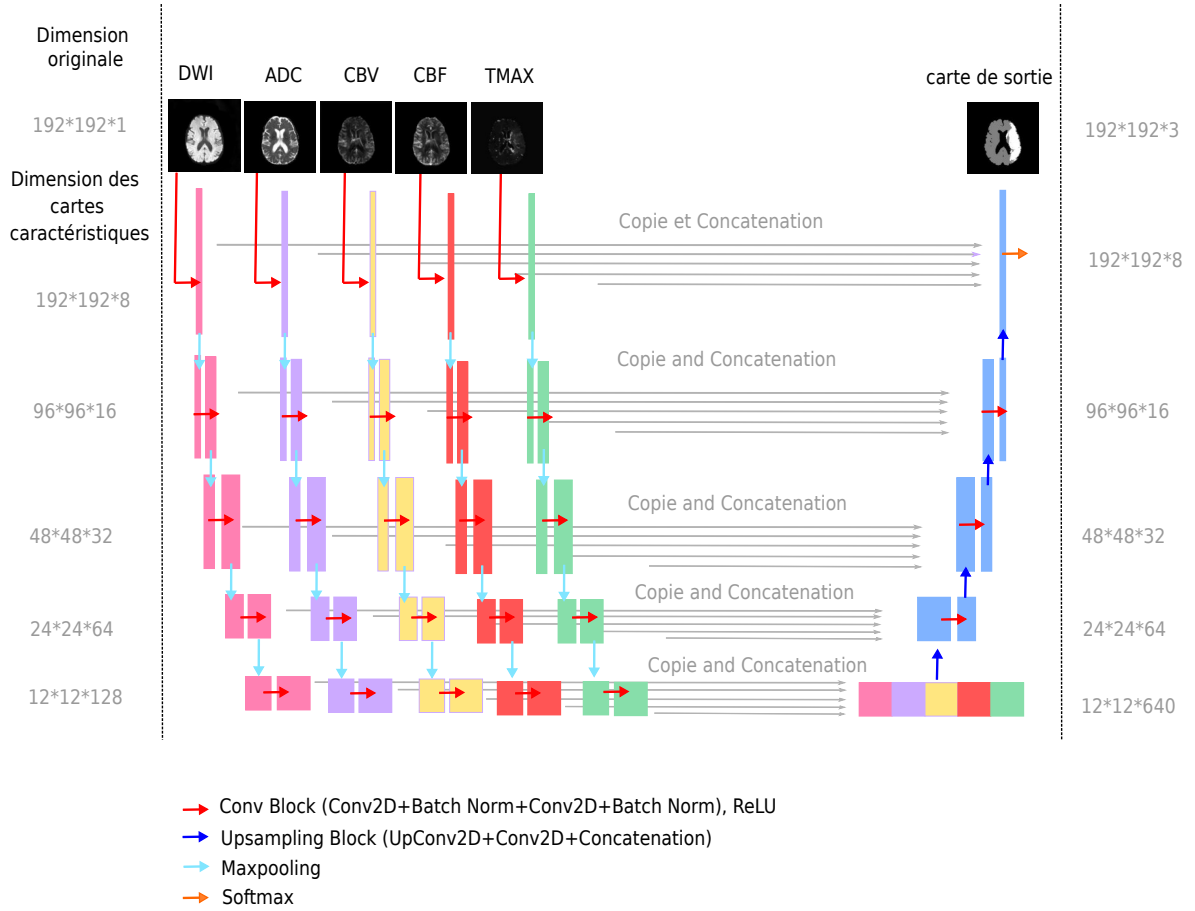 Dimension
originale
DWI
ADC
CBV
CBF
TMAX
carte de sortie
192*192*1
192*192*3
Dimension des
cartes
caractéristiques
Copie et Concatenation
192*192*8
192*192*8
Copie and Concatenation
96*96*16
96*96*16
Copie and Concatenation
48*48*32
48*48*32
Copie and Concatenation
24*24*64
24*24*64
Copie and Concatenation
12*12*128
12*12*640
Conv Block (Conv2D+Batch Norm+Conv2D+Batch Norm), ReLU
Upsampling Block (UpConv2D+Conv2D+Concatenation)
Maxpooling
Softmax